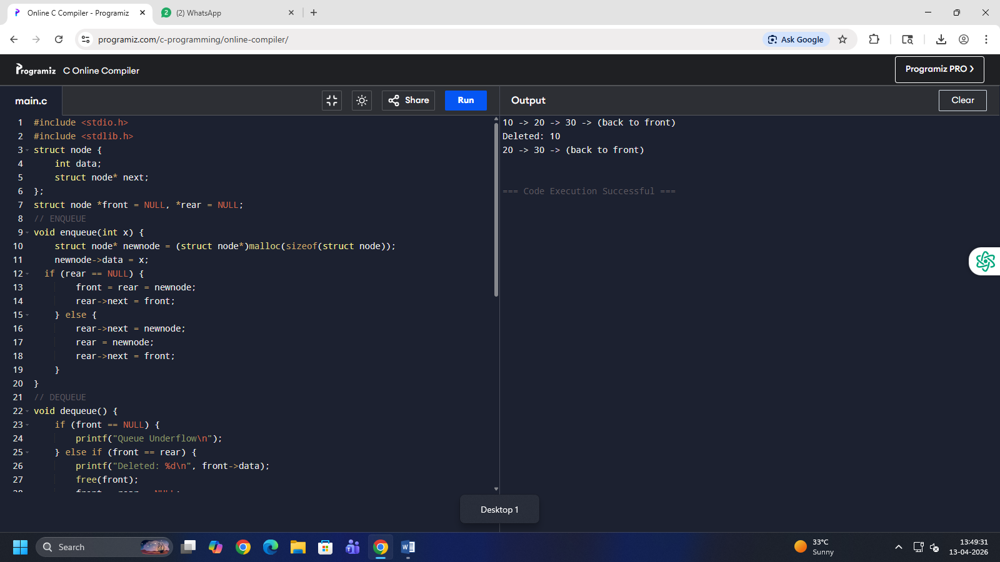 Online C Compiler - Programiz
2
(2) WhatsApp
programiz.com/c-programming/online-compiler/
Ask Google
Programiz
C Online Compiler
Programiz PRO
main.c
Share
Run
Output
Clear
1 #include <stdio.h>
2 #include <stdlib.h>
3 struct node {
4     int data;
5     struct node* next;
6 };
7 struct node *front = NULL, *rear = NULL;
8 // ENQUEUE
9 void enqueue(int x) {
10     struct node* newnode = (struct node*)malloc(sizeof(struct node));
11     newnode->data = x;
12   if (rear == NULL) {
13         front = rear = newnode;
14         rear->next = front;
15     } else {
16         rear->next = newnode;
17         rear = newnode;
18         rear->next = front;
19     }
20 }
21 // DEQUEUE
22 void dequeue() {
23     if (front == NULL) {
24         printf("Queue Underflow\n");
25     } else if (front == rear) {
26         printf("Deleted: %d\n", front->data);
27         free(front);
10 -> 20 -> 30 -> (back to front)
Deleted: 10
20 -> 30 -> (back to front)
=== Code Execution Successful ===
Desktop 1
Search
33°C
Sunny
13:49:31
13-04-2026